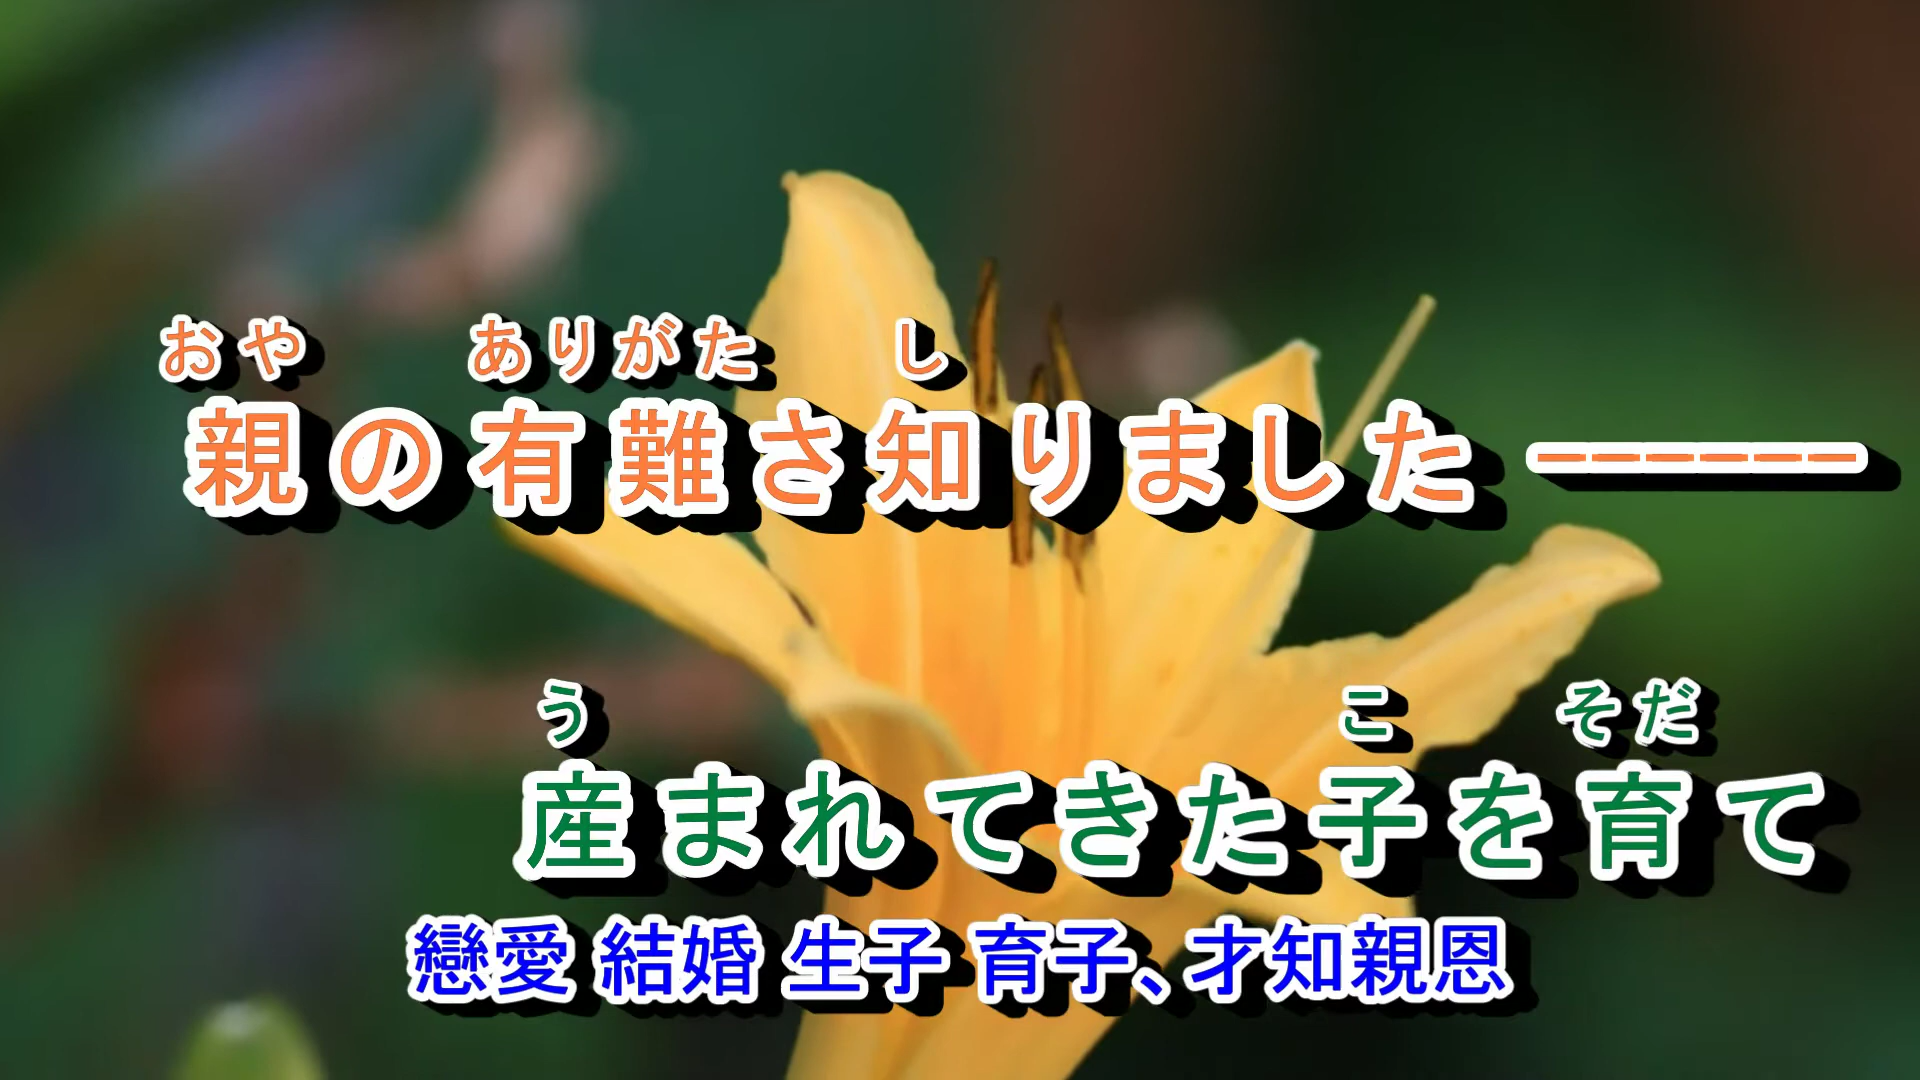 おや ありがた し
親の有難さ知りました ------
う こ そだ
産まれてきた子を育て
戀愛 結婚 生子 育子、才知親恩